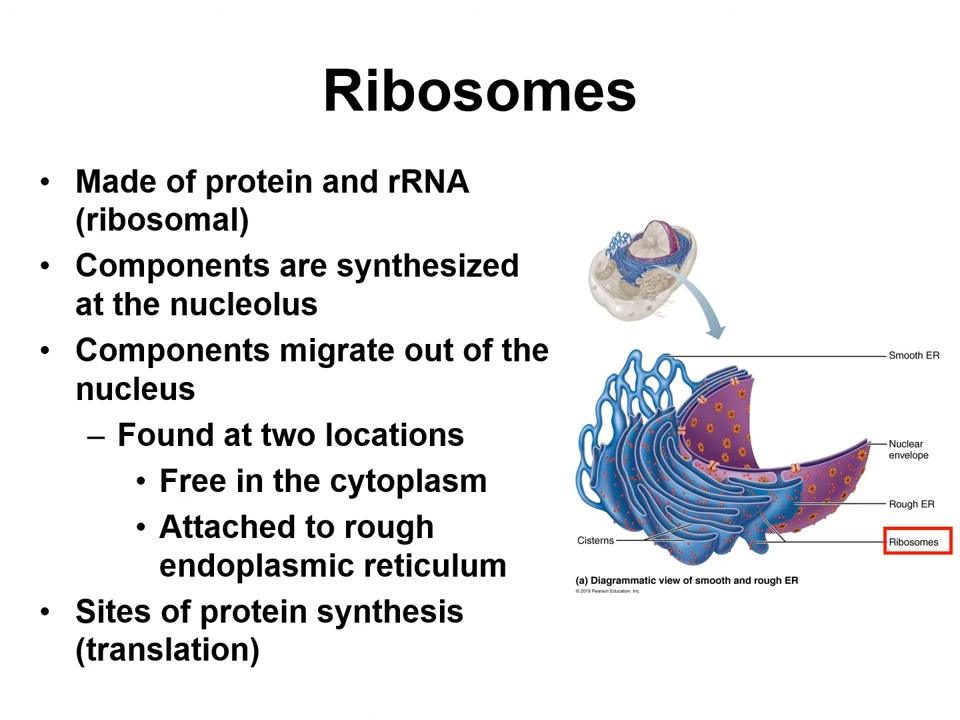 Ribosomes
• Made of protein and rRNA
(ribosomal)
• Components are synthesized
at the nucleolus
• Components migrate out of the
nucleus
– Found at two locations
• Free in the cytoplasm
• Attached to rough
endoplasmic reticulum
• Sites of protein synthesis
(translation)
Smooth ER
Nuclear
envelope
Rough ER
Cisterns
Ribosomes
(a) Diagrammatic view of smooth and rough ER
© 2019 Pearson Education, Inc.